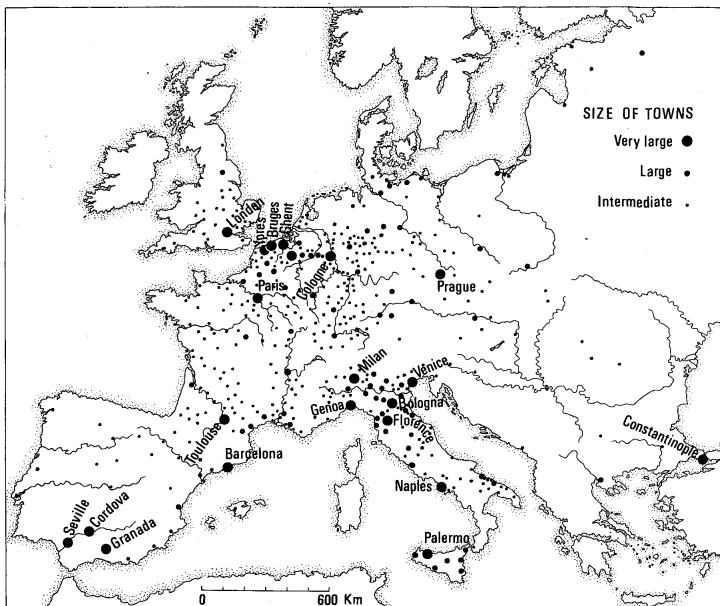 SIZE OF TOWNS
Very large
Large
Intermediate
London
Ypres
Bruges
Ghent
Cologne
Paris
Prague
Milan
Venice
Genoa
Bologna
Florence
Toulouse
Barcelona
Constantinople
Naples
Seville
Cordova
Granada
Palermo
0 600 Km